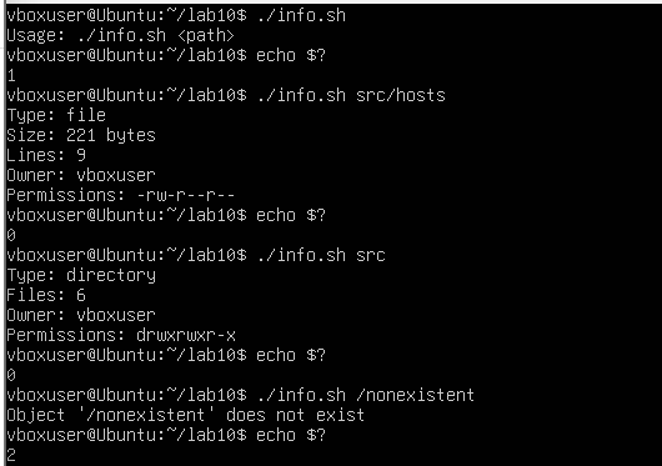 vboxuser@Ubuntu:~/lab10$ ./info.sh
Usage: ./info.sh <path>
vboxuser@Ubuntu:~/lab10$ echo $?
1
vboxuser@Ubuntu:~/lab10$ ./info.sh src/hosts
Type: file
Size: 221 bytes
Lines: 9
Owner: vboxuser
Permissions: -rw-r--r--
vboxuser@Ubuntu:~/lab10$ echo $?
0
vboxuser@Ubuntu:~/lab10$ ./info.sh src
Type: directory
Files: 6
Owner: vboxuser
Permissions: drwxrwxr-x
vboxuser@Ubuntu:~/lab10$ echo $?
0
vboxuser@Ubuntu:~/lab10$ ./info.sh /nonexistent
Object '/nonexistent' does not exist
vboxuser@Ubuntu:~/lab10$ echo $?
2